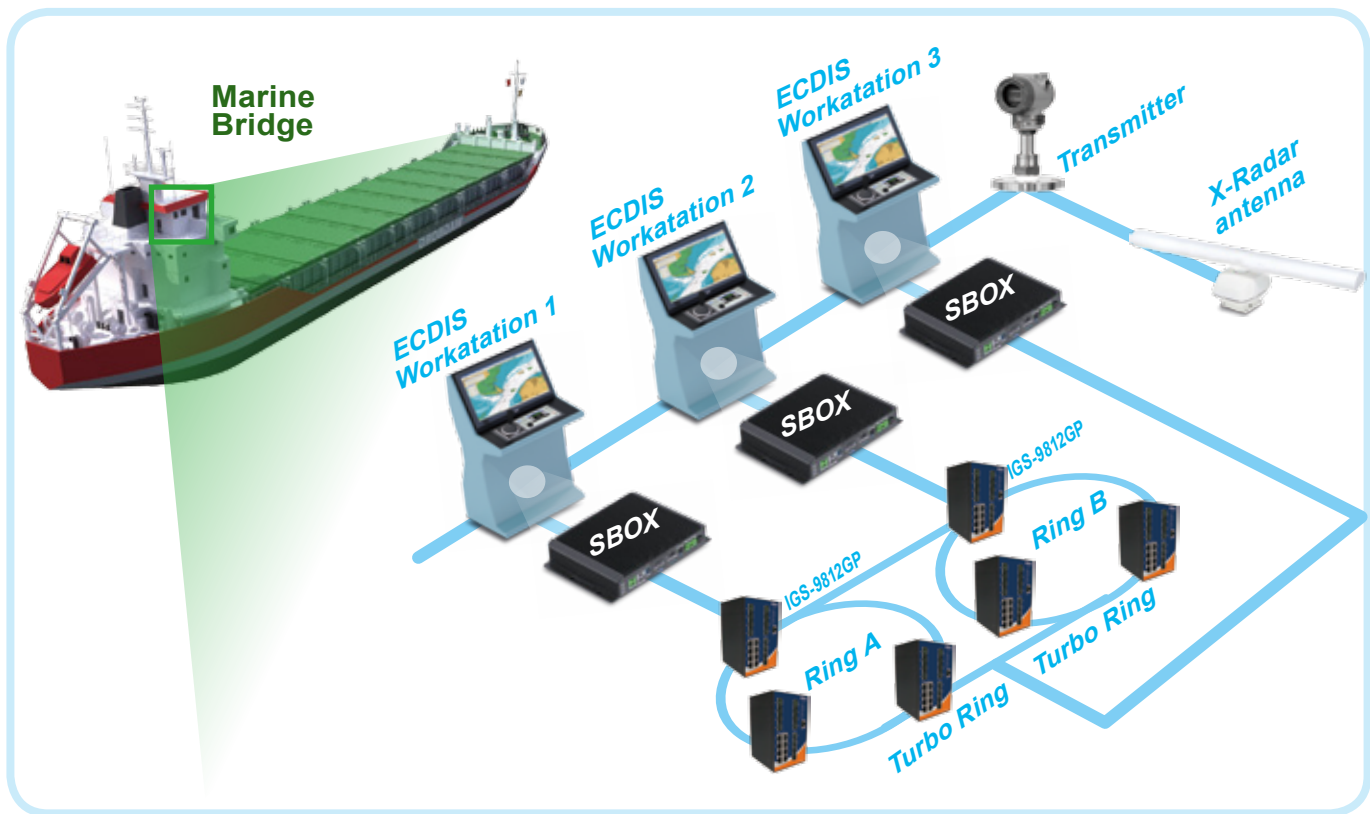 Marine
Bridge
ECDIS
Workatation 1
ECDIS
Workatation 2
ECDIS
Workatation 3
Transmitter
X-Radar
antenna
SBOX
SBOX
SBOX
IGS-9812GP
Ring B
IGS-9812GP
Ring A
Turbo Ring
Turbo Ring